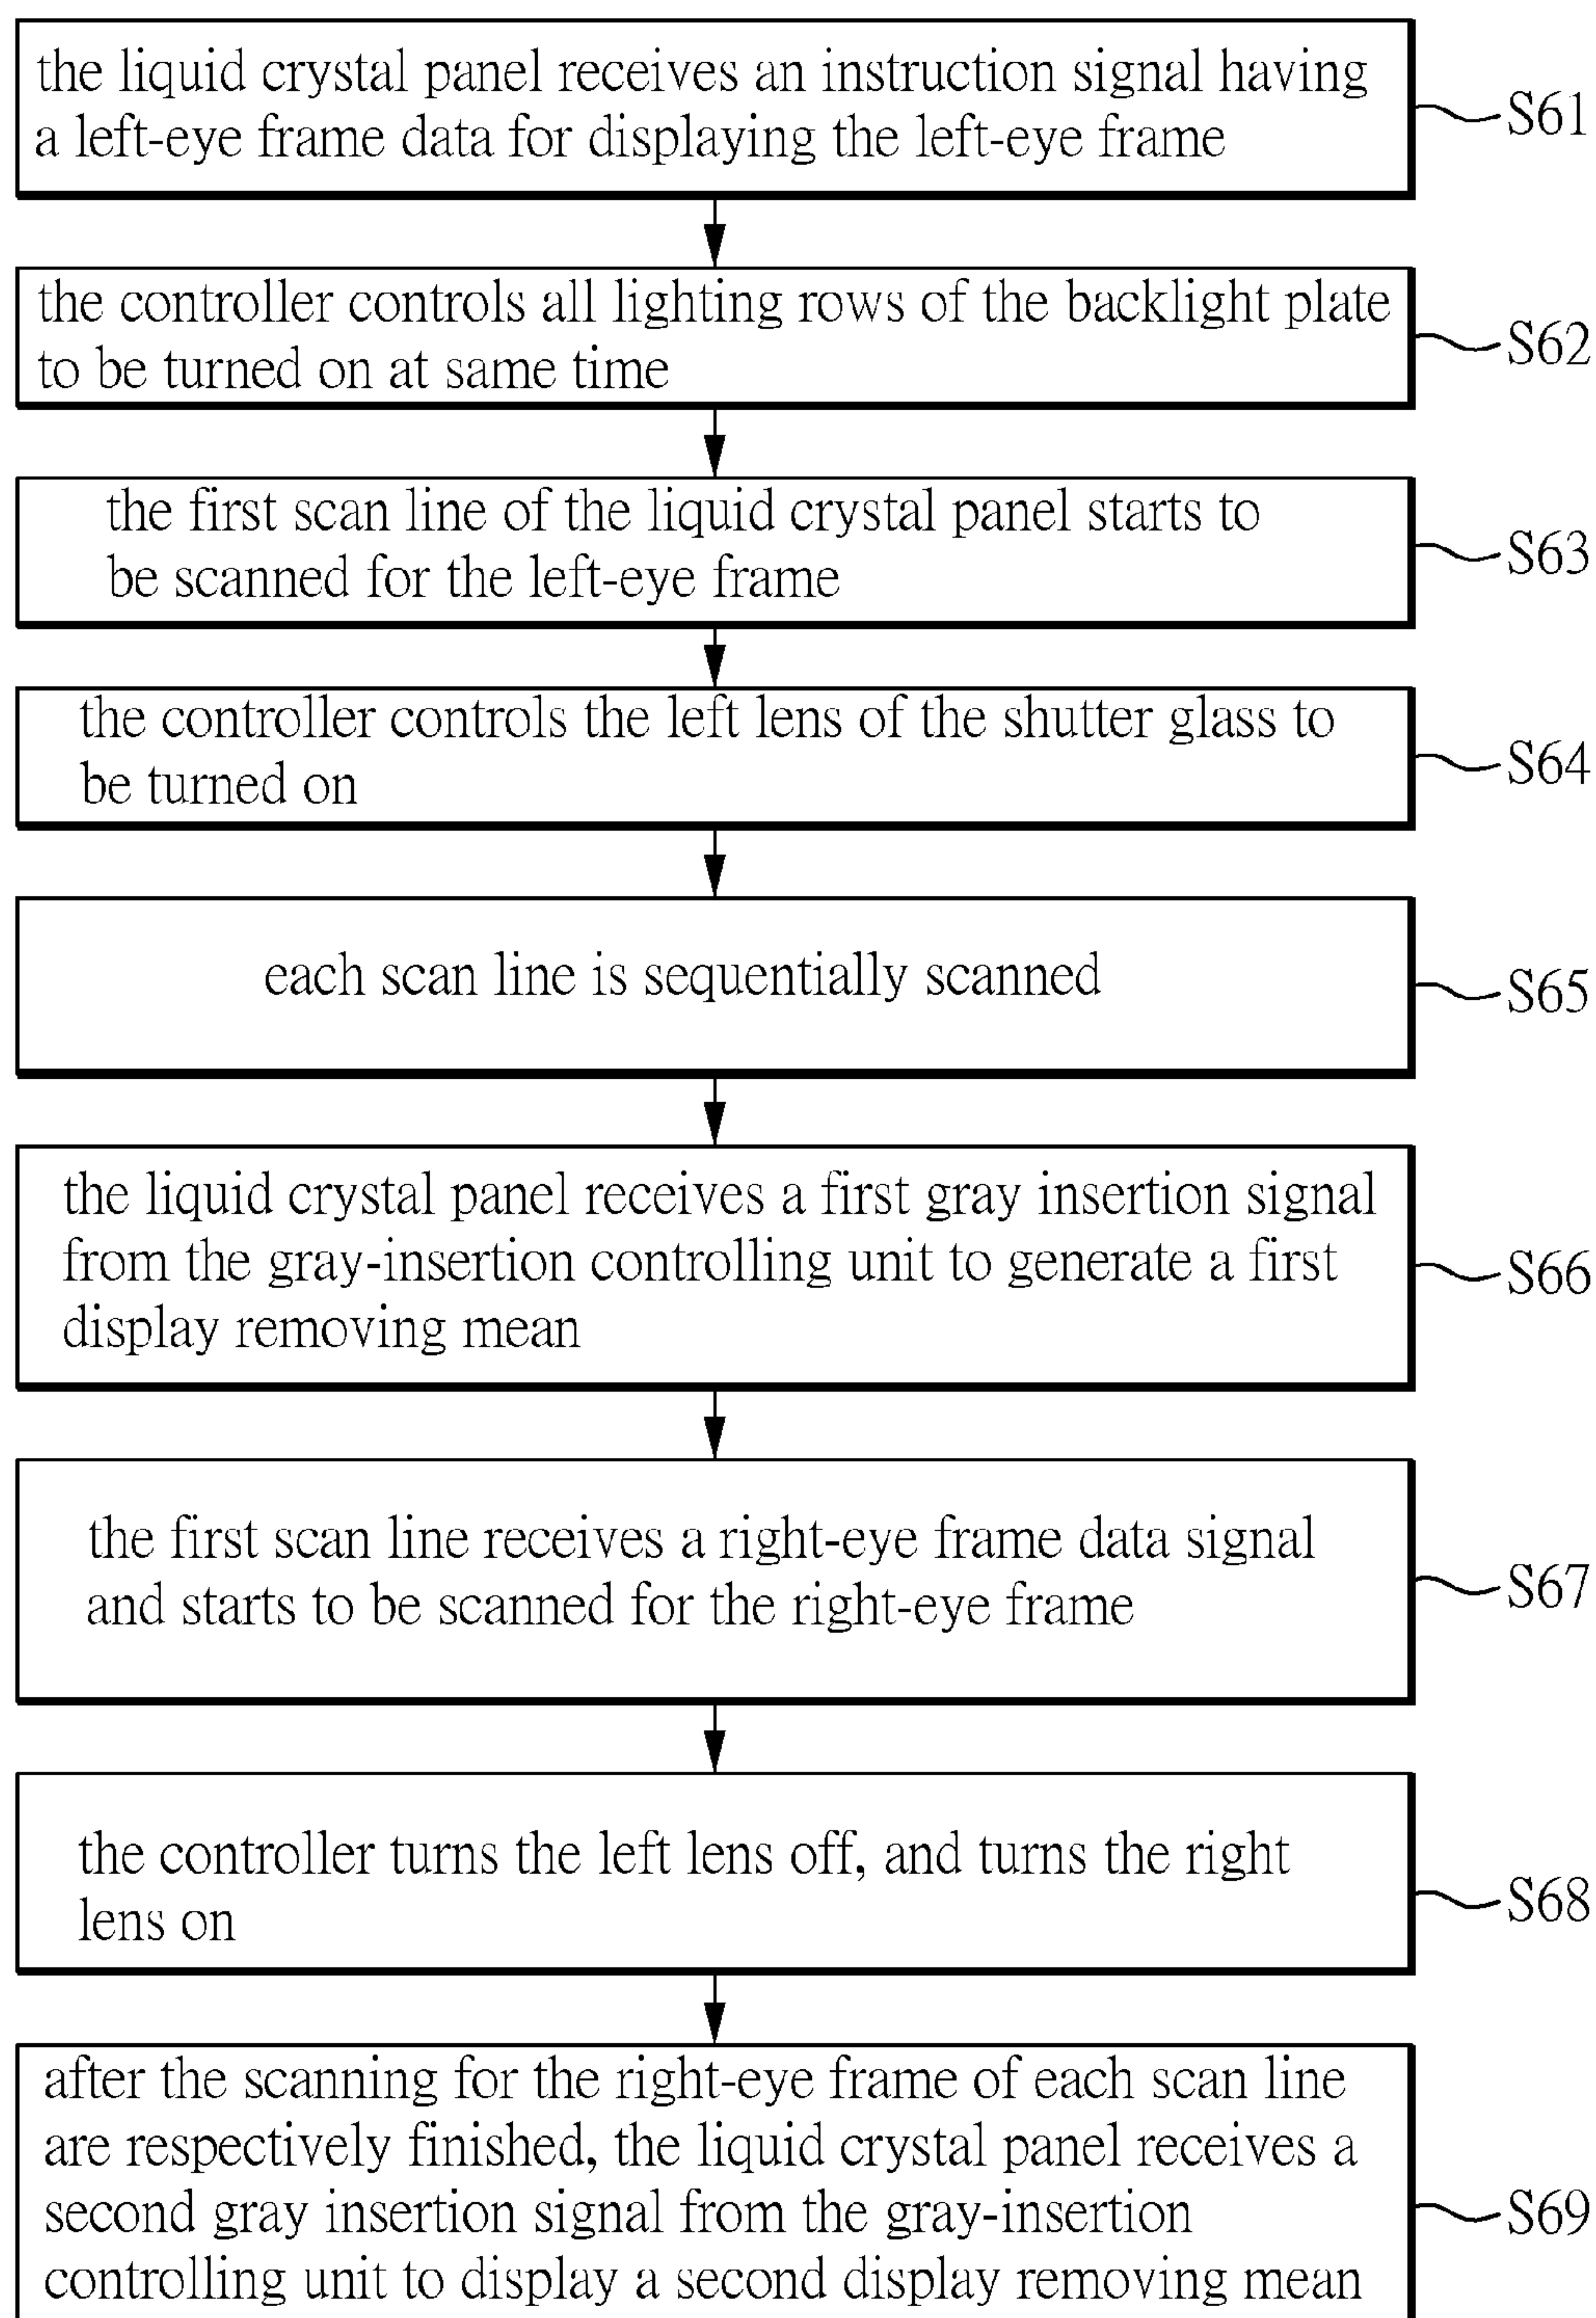 the liquid crystal panel receives an instruction signal having
a left-eye frame data for displaying the left-eye frame
S61
the controller controls all lighting rows of the backlight plate
to be turned on at same time
S62
the first scan line of the liquid crystal panel starts to
be scanned for the left-eye frame
S63
the controller controls the left lens of the shutter glass to
be turned on
S64
each scan line is sequentially scanned
S65
the liquid crystal panel receives a first gray insertion signal
from the gray-insertion controlling unit to generate a first
display removing mean
S66
the first scan line receives a right-eye frame data signal
and starts to be scanned for the right-eye frame
S67
the controller turns the left lens off, and turns the right
lens on
S68
after the scanning for the right-eye frame of each scan line
are respectively finished, the liquid crystal panel receives a
second gray insertion signal from the gray-insertion
controlling unit to display a second display removing mean
S69